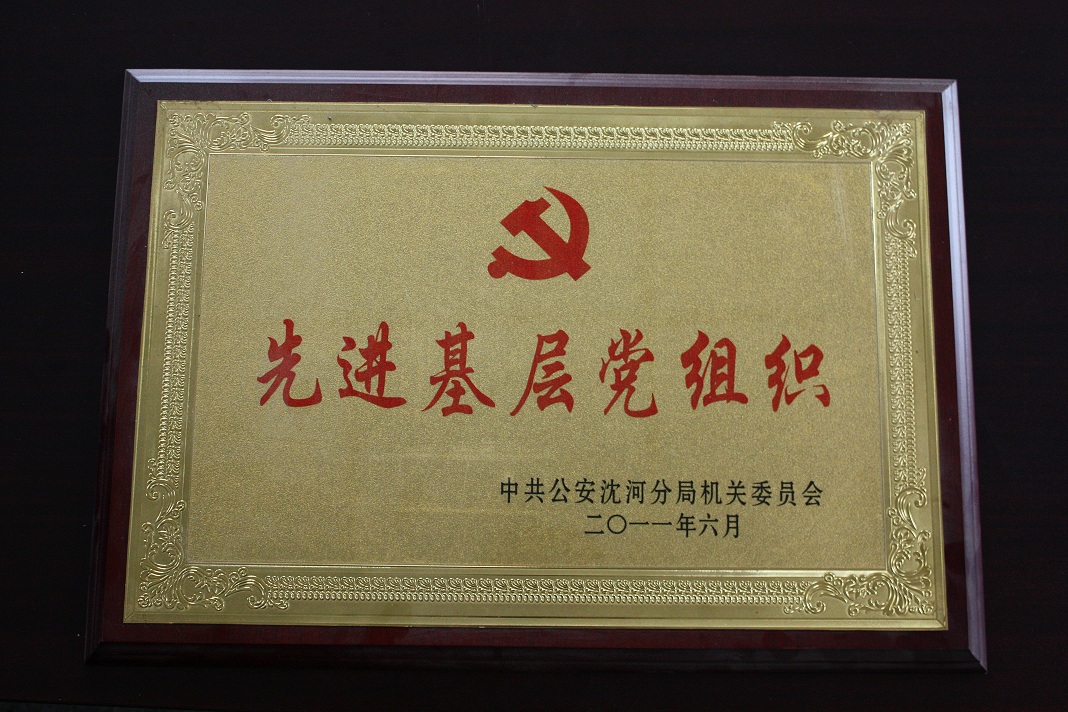 先进基层党组织
中共公安沈河分局机关委员会
二〇一一年六月